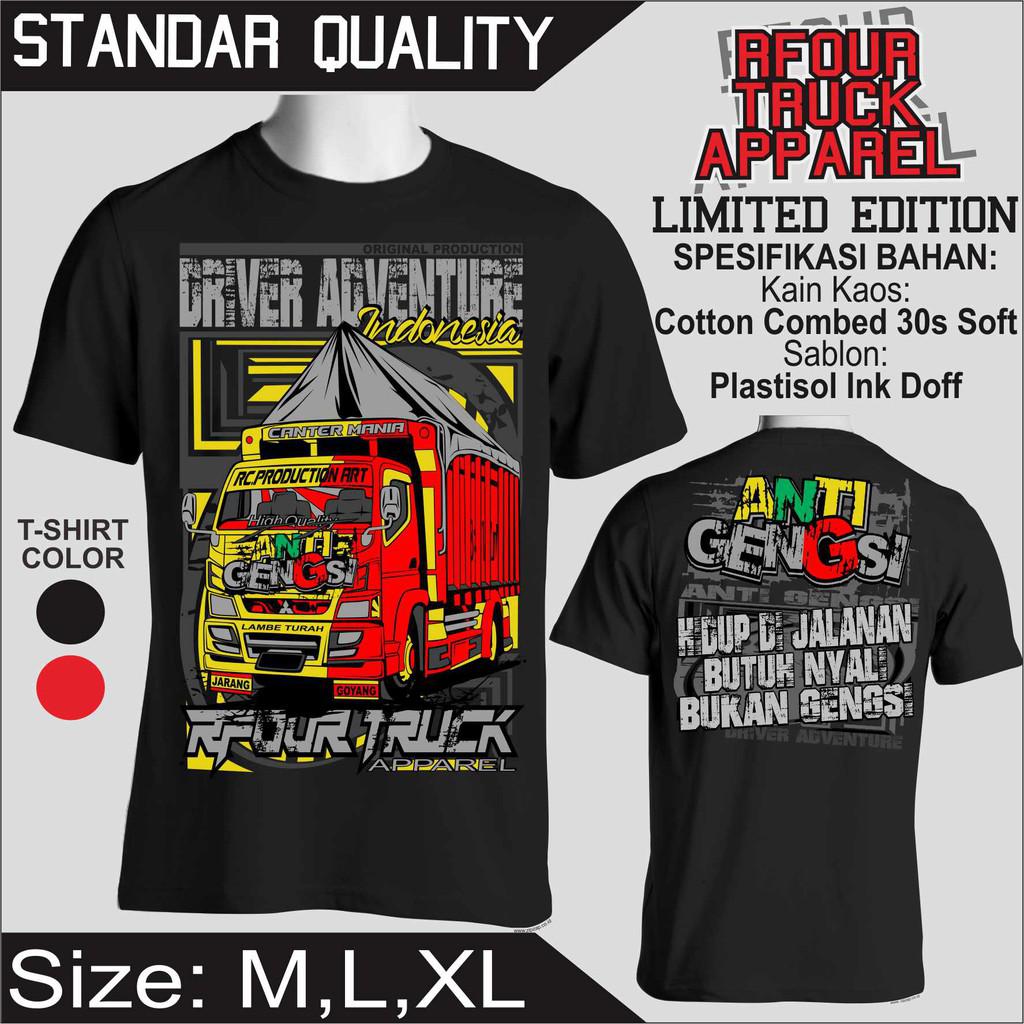 STANDAR QUALITY
RFOUR
TRUCK
APPAREL
LIMITED EDITION
SPESIFIKASI BAHAN:
Kain Kaos:
Cotton Combed 30s Soft
Sablon:
Plastisol Ink Doff
ORIGINAL PRODUCTION
DRIVER ADVENTURE
Indonesia
CANTER MANIA
RC.PRODUCTION ART
High Quality
ANTI
GENGSI
LAMBE TURAH
JARANG
GOYANG
RFOUR TRUCK
APPAREL
T-SHIRT
COLOR
ANTI
GENGSI
ANTI GENGSI
HIDUP DI JALANAN
BUTUH NYALI
BUKAN GENGSI
DRIVER ADVENTURE
Size: M,L,XL